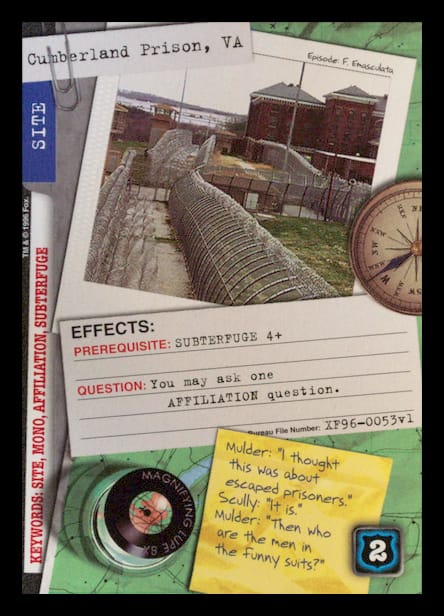 Cumberland Prison, VA
Episode: F. Emasculata
SITE
TM & © 1996 Fox.
KEYWORDS: SITE, MONO, AFFILIATION, SUBTERFUGE
EFFECTS:
PREREQUISITE: SUBTERFUGE 4+
QUESTION: You may ask one
AFFILIATION question.
Bureau File Number: XF96-0053v1
MAGNIFYING LUPE 8X
Mulder: "I thought
this was about
escaped prisoners."
Scully: "It is."
Mulder: "Then who
are the men in
the funny suits?"
2